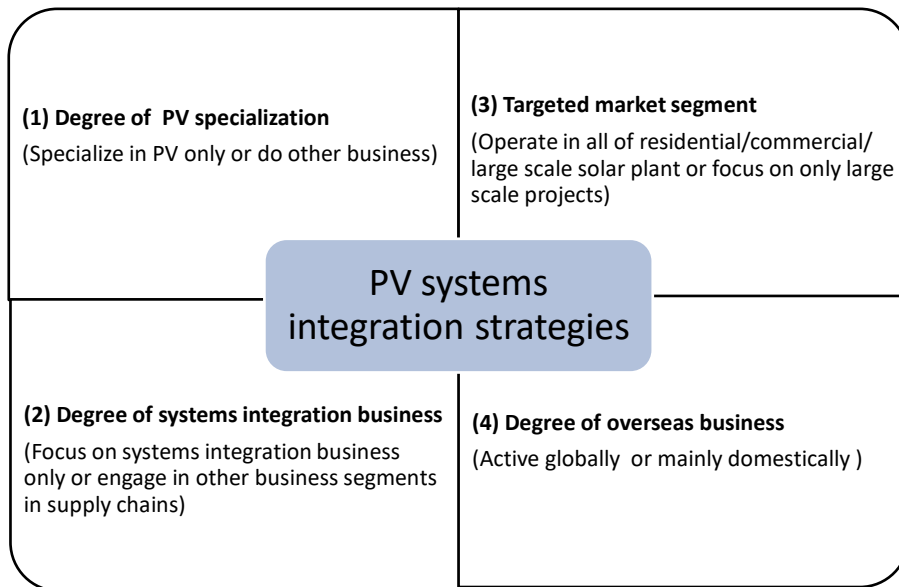 (1) Degree of PV specialization
(Specialize in PV only or do other business)
(3) Targeted market segment
(Operate in all of residential/commercial/
large scale solar plant or focus on only large
scale projects)
PV systems
integration strategies
(2) Degree of systems integration business
(Focus on systems integration business
only or engage in other business segments
in supply chains)
(4) Degree of overseas business
(Active globally or mainly domestically )